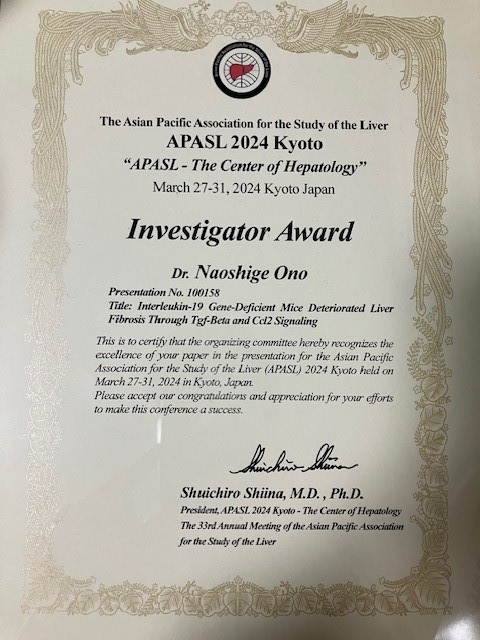 The Asian Pacific Association for the Study of the Liver
APASL 2024 Kyoto
“APASL - The Center of Hepatology”
March 27-31, 2024 Kyoto Japan
Investigator Award
Dr. Naoshige Ono
Presentation No. 100158
Title: Interleukin-19 Gene-Deficient Mice Deteriorated Liver
Fibrosis Through Tgf-Beta and Ccl2 Signaling
This is to certify that the organizing committee hereby recognizes the
excellence of your paper in the presentation for the Asian Pacific
Association for the Study of the Liver (APASL) 2024 Kyoto held on
March 27-31, 2024 in Kyoto, Japan.
Please accept our congratulations and appreciation for your efforts
to make this conference a success.
Shuichiro Shiina
Shuichiro Shiina, M.D. , Ph.D.
President, APASL 2024 Kyoto - The Center of Hepatology
The 33rd Annual Meeting of the Asian Pacific Association
for the Study of the Liver